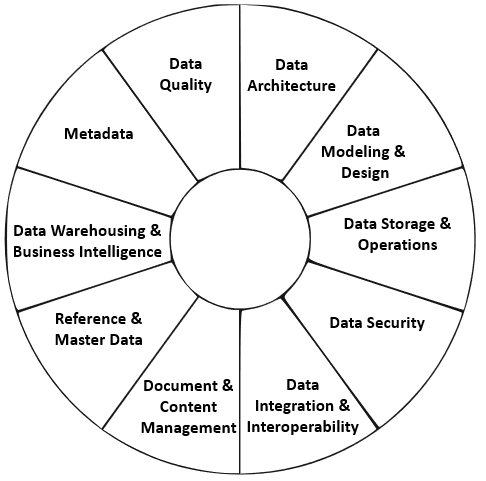 Data
Quality
Data
Architecture
Data
Modeling &
Design
Data Storage &
Operations
Data Security
Data
Integration &
Interoperability
Document &
Content
Management
Reference &
Master Data
Data Warehousing &
Business Intelligence
Metadata